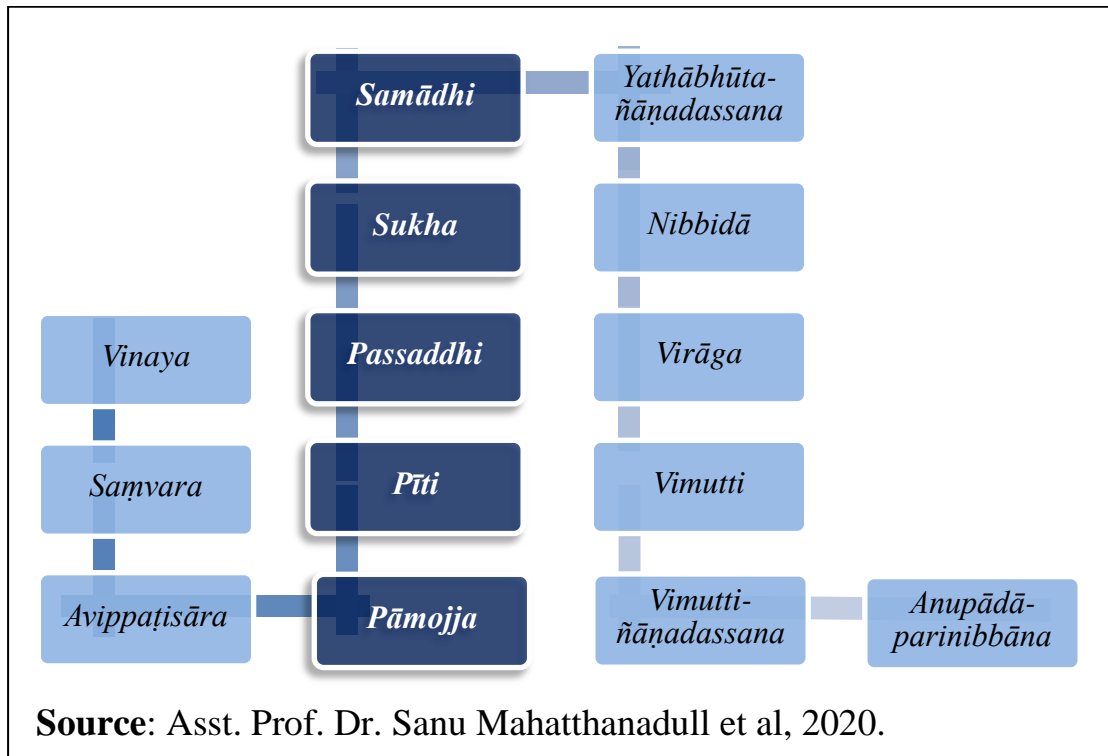 Samādhi
Yathābhūta-
ñāṇadassana
Sukha
Nibbidā
Vinaya
Passaddhi
Virāga
Saṃvara
Pīti
Vimutti
Avippaṭisāra
Pāmojja
Vimutti-
ñāṇadassana
Anupādā-
parinibbāna
Source: Asst. Prof. Dr. Sanu Mahatthanadull et al, 2020.